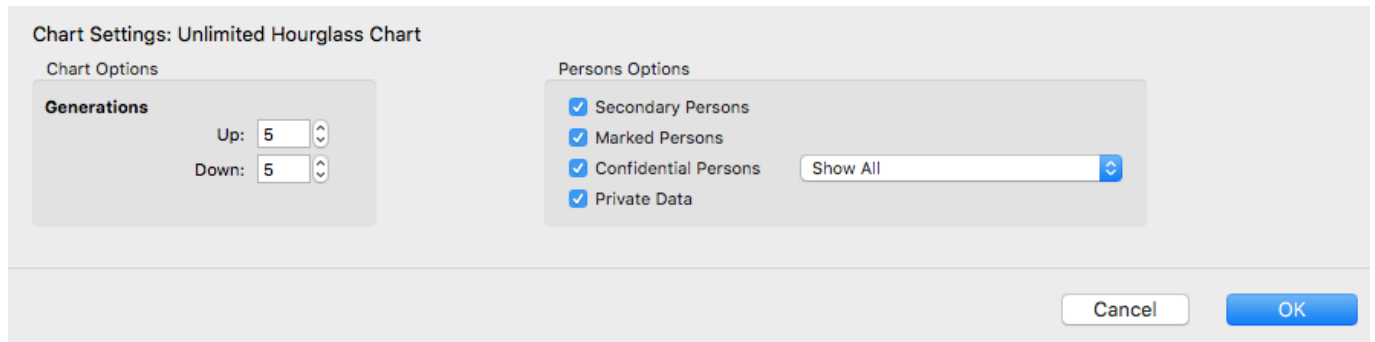 Chart Settings: Unlimited Hourglass Chart
Chart Options
Generations
Up: 5
Down: 5
Persons Options
Secondary Persons
Marked Persons
Confidential Persons Show All
Private Data
Cancel OK